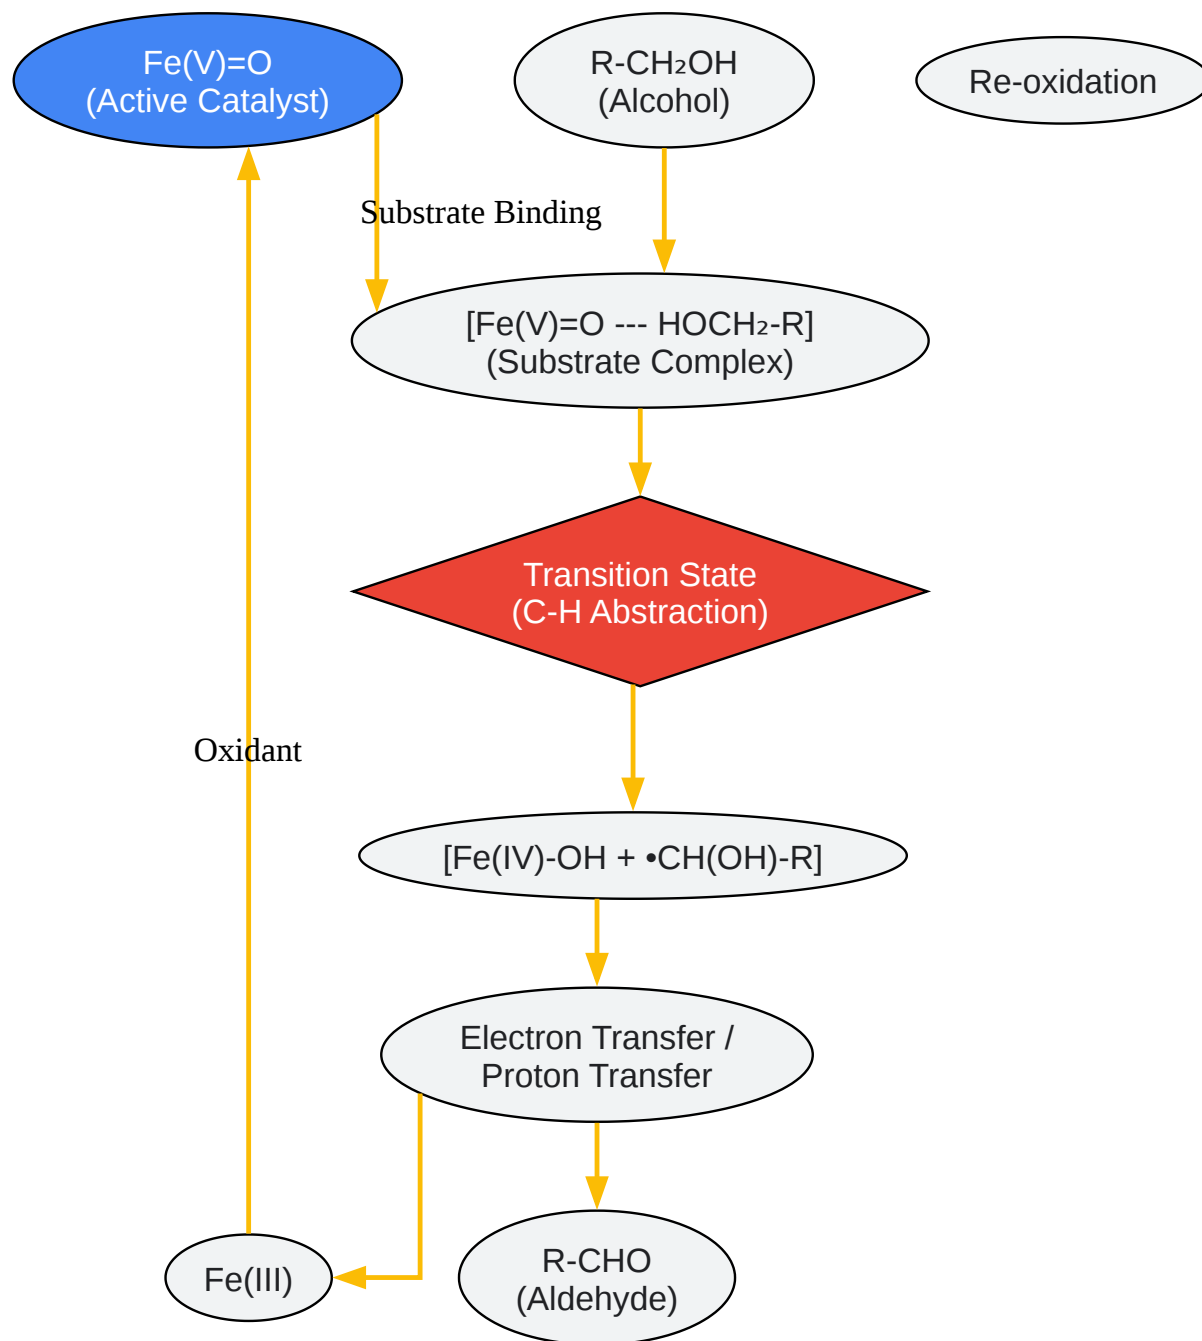 Fe(V)=O
(Active Catalyst)
R-CH₂OH
(Alcohol)
Re-oxidation
Substrate Binding
[Fe(V)=O --- HOCH₂-R]
(Substrate Complex)
Transition State
(C-H Abstraction)
Oxidant
[Fe(IV)-OH + •CH(OH)-R]
Electron Transfer /
Proton Transfer
Fe(III)
R-CHO
(Aldehyde)